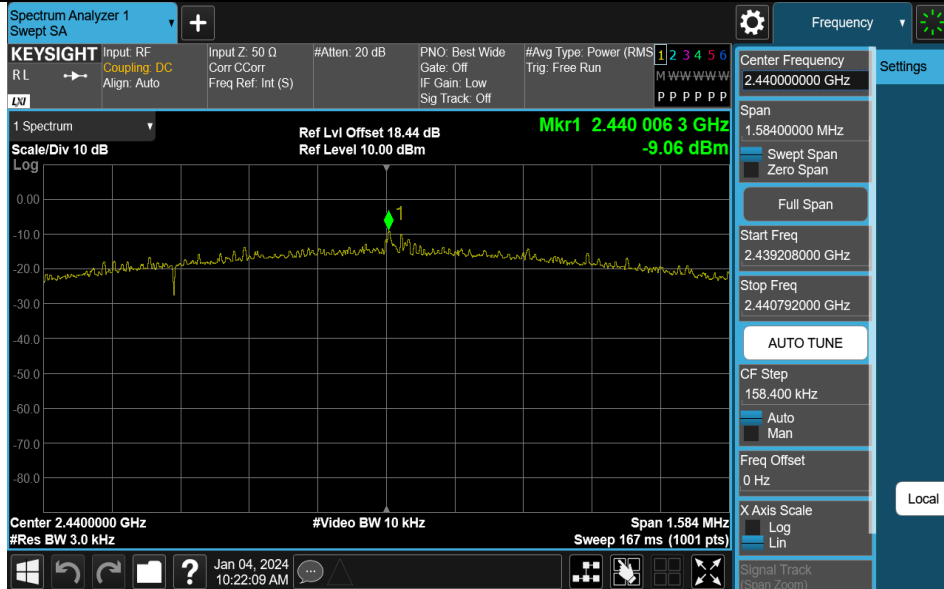 Spectrum Analyzer 1
Swept SA
+
Frequency
KEYSIGHT
RL
LXI
Input: RF
Coupling: DC
Align: Auto
Input Z: 50 Ω
Corr CCorr
Freq Ref: Int (S)
#Atten: 20 dB
PNO: Best Wide
Gate: Off
IF Gain: Low
Sig Track: Off
#Avg Type: Power (RMS
Trig: Free Run
1 2 3 4 5 6
M W W W W W
P P P P P P
1 Spectrum
Scale/Div 10 dB
Log
Ref Lvl Offset 18.44 dB
Ref Level 10.00 dBm
Mkr1 2.440 006 3 GHz
-9.06 dBm
1
0.00
-10.0
-20.0
-30.0
-40.0
-50.0
-60.0
-70.0
-80.0
Center 2.4400000 GHz
#Res BW 3.0 kHz
#Video BW 10 kHz
Span 1.584 MHz
Sweep 167 ms (1001 pts)
Center Frequency
2.440000000 GHz
Span
1.58400000 MHz
Swept Span
Zero Span
Full Span
Start Freq
2.439208000 GHz
Stop Freq
2.440792000 GHz
AUTO TUNE
CF Step
158.400 kHz
Auto
Man
Freq Offset
0 Hz
X Axis Scale
Log
Lin
Signal Track
(Span Zoom)
Settings
Local
?
Jan 04, 2024
10:22:09 AM